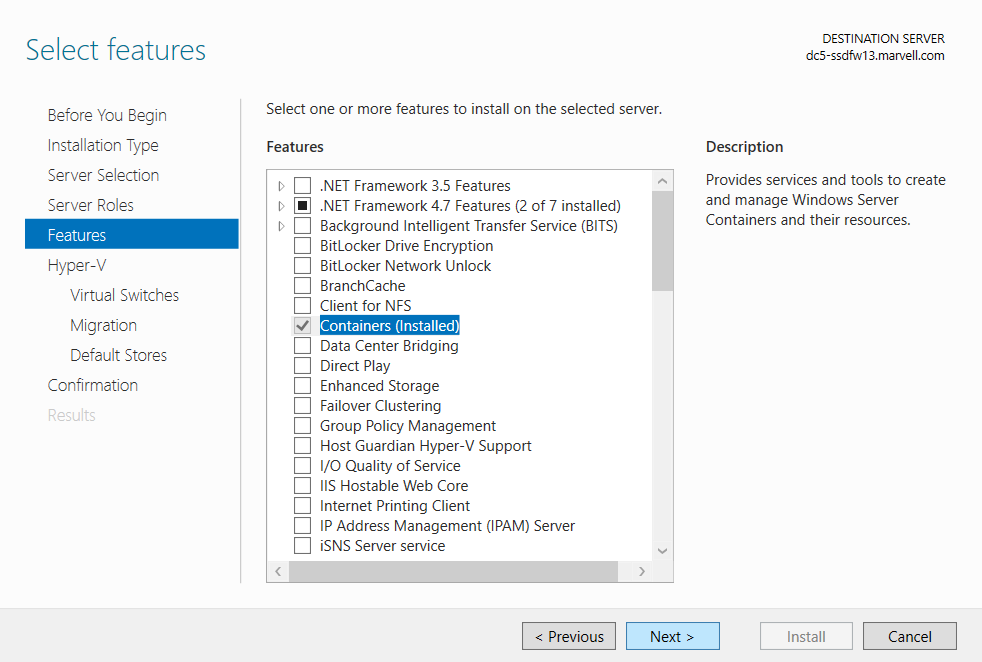 Select features
DESTINATION SERVER
dc5-ssdfw13.marvell.com
Before You Begin
Installation Type
Server Selection
Server Roles
Features
Hyper-V
Virtual Switches
Migration
Default Stores
Confirmation
Results
Select one or more features to install on the selected server.
Features
.NET Framework 3.5 Features
.NET Framework 4.7 Features (2 of 7 installed)
Background Intelligent Transfer Service (BITS)
BitLocker Drive Encryption
BitLocker Network Unlock
BranchCache
Client for NFS
Containers (Installed)
Data Center Bridging
Direct Play
Enhanced Storage
Failover Clustering
Group Policy Management
Host Guardian Hyper-V Support
I/O Quality of Service
IIS Hostable Web Core
Internet Printing Client
IP Address Management (IPAM) Server
iSNS Server service
Description
Provides services and tools to create
and manage Windows Server
Containers and their resources.
< Previous
Next >
Install
Cancel